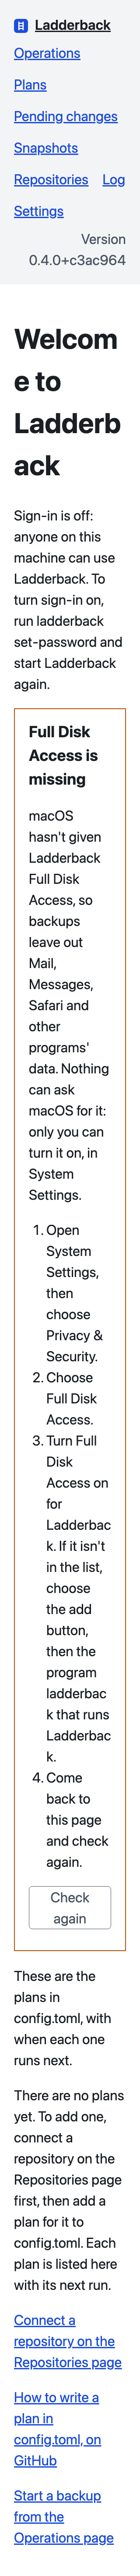 Ladderback
Operations
Plans
Pending changes
Snapshots
Repositories Log
Settings
Version
0.4.0+c3ac964
Welcom
e to
Ladderb
ack
Sign-in is off:
anyone on this
machine can use
Ladderback. To
turn sign-in on,
run ladderback
set-password and
start Ladderback
again.
Full Disk
Access is
missing
macOS
hasn't given
Ladderback
Full Disk
Access, so
backups
leave out
Mail,
Messages,
Safari and
other
programs'
data. Nothing
can ask
macOS for it:
only you can
turn it on, in
System
Settings.
1. Open
System
Settings,
then
choose
Privacy &
Security.
2. Choose
Full Disk
Access.
3. Turn Full
Disk
Access on
for
Ladderbac
k. If it isn't
in the list,
choose
the add
button,
then the
program
ladderbac
k that runs
Ladderbac
k.
4. Come
back to
this page
and check
again.
Check
again
These are the
plans in
config.toml, with
when each one
runs next.
There are no plans
yet. To add one,
connect a
repository on the
Repositories page
first, then add a
plan for it to
config.toml. Each
plan is listed here
with its next run.
Connect a
repository on the
Repositories page
How to write a
plan in
config.toml, on
GitHub
Start a backup
from the
Operations page